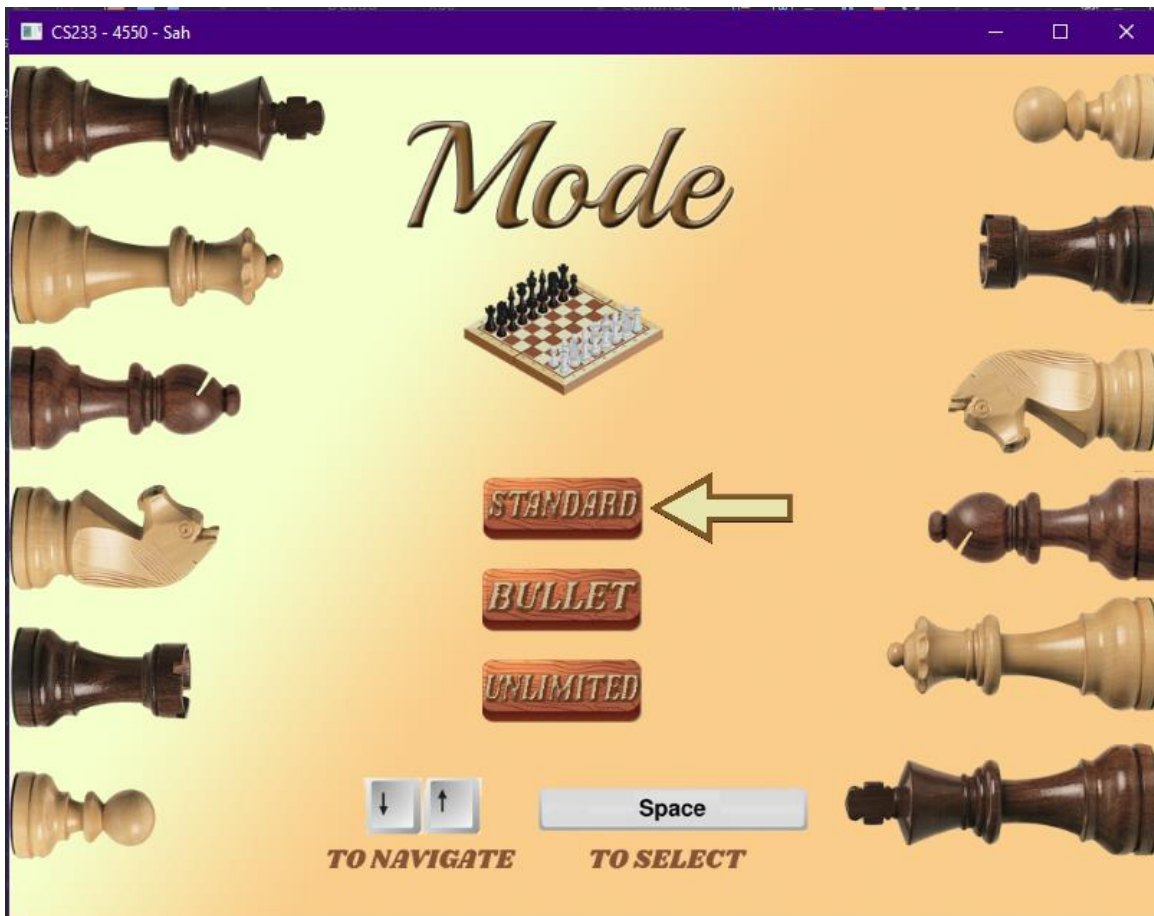 CS233 - 4550 - Sah
Mode
STANDARD
BULLET
UNLIMITED
↓ ↑ Space
TO NAVIGATE TO SELECT